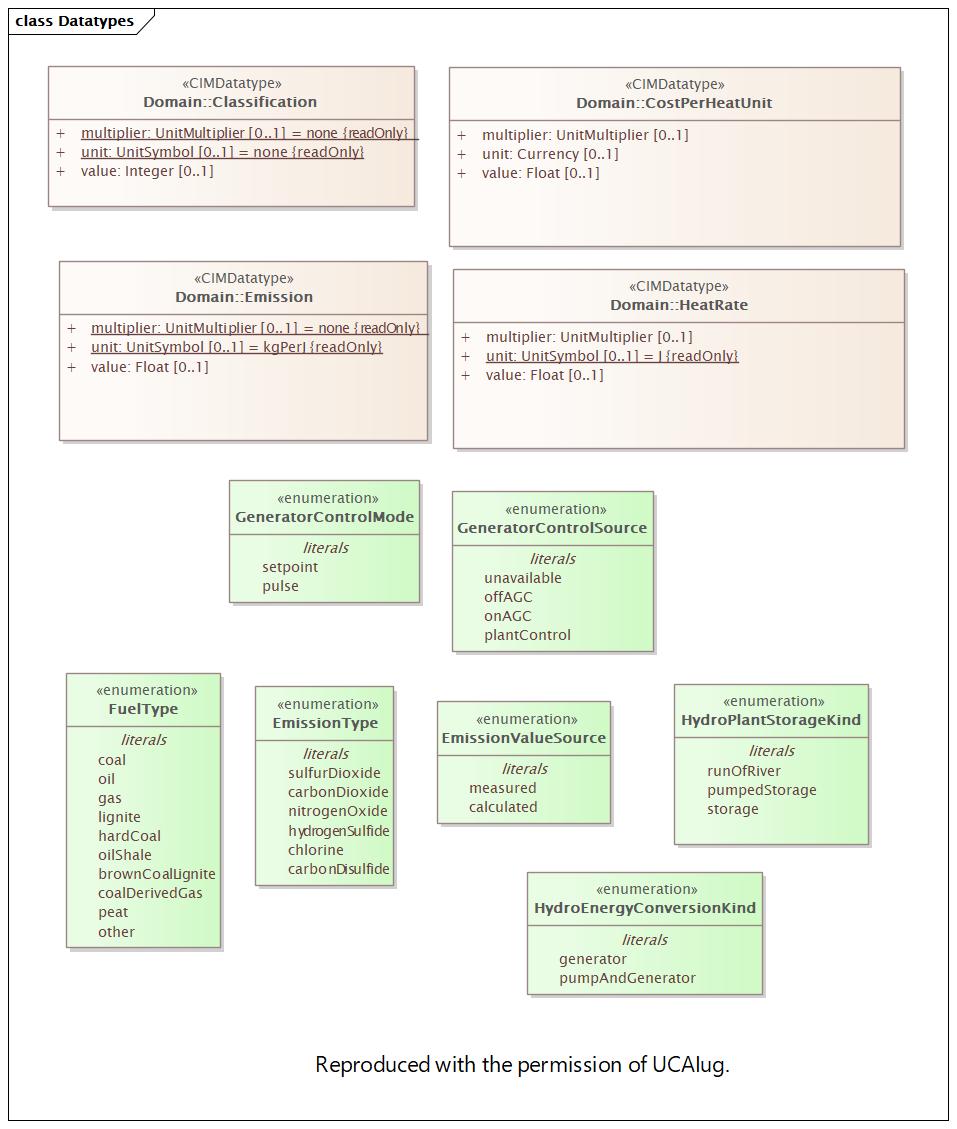 class Datatypes
«CIMDatatype»
Domain::Classification
+ multiplier: UnitMultiplier [0..1] = none {readOnly}
+ unit: UnitSymbol [0..1] = none {readOnly}
+ value: Integer [0..1]
«CIMDatatype»
Domain::CostPerHeatUnit
+ multiplier: UnitMultiplier [0..1]
+ unit: Currency [0..1]
+ value: Float [0..1]
«CIMDatatype»
Domain::Emission
+ multiplier: UnitMultiplier [0..1] = none {readOnly}
+ unit: UnitSymbol [0..1] = kgPerJ {readOnly}
+ value: Float [0..1]
«CIMDatatype»
Domain::HeatRate
+ multiplier: UnitMultiplier [0..1]
+ unit: UnitSymbol [0..1] = J {readOnly}
+ value: Float [0..1]
«enumeration»
GeneratorControlMode
literals
setpoint
pulse
«enumeration»
GeneratorControlSource
literals
unavailable
offAGC
onAGC
plantControl
«enumeration»
FuelType
literals
coal
oil
gas
lignite
hardCoal
oilShale
brownCoalLignite
coalDerivedGas
peat
other
«enumeration»
EmissionType
literals
sulfurDioxide
carbonDioxide
nitrogenOxide
hydrogenSulfide
chlorine
carbonDisulfide
«enumeration»
EmissionValueSource
literals
measured
calculated
«enumeration»
HydroPlantStorageKind
literals
runOfRiver
pumpedStorage
storage
«enumeration»
HydroEnergyConversionKind
literals
generator
pumpAndGenerator
Reproduced with the permission of UCAIug.